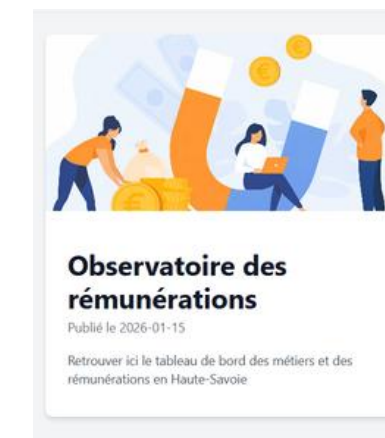 Observatoire des
rémunérations
Publié le 2026-01-15
Retrouver ici le tableau de bord des métiers et des
rémunérations en Haute-Savoie